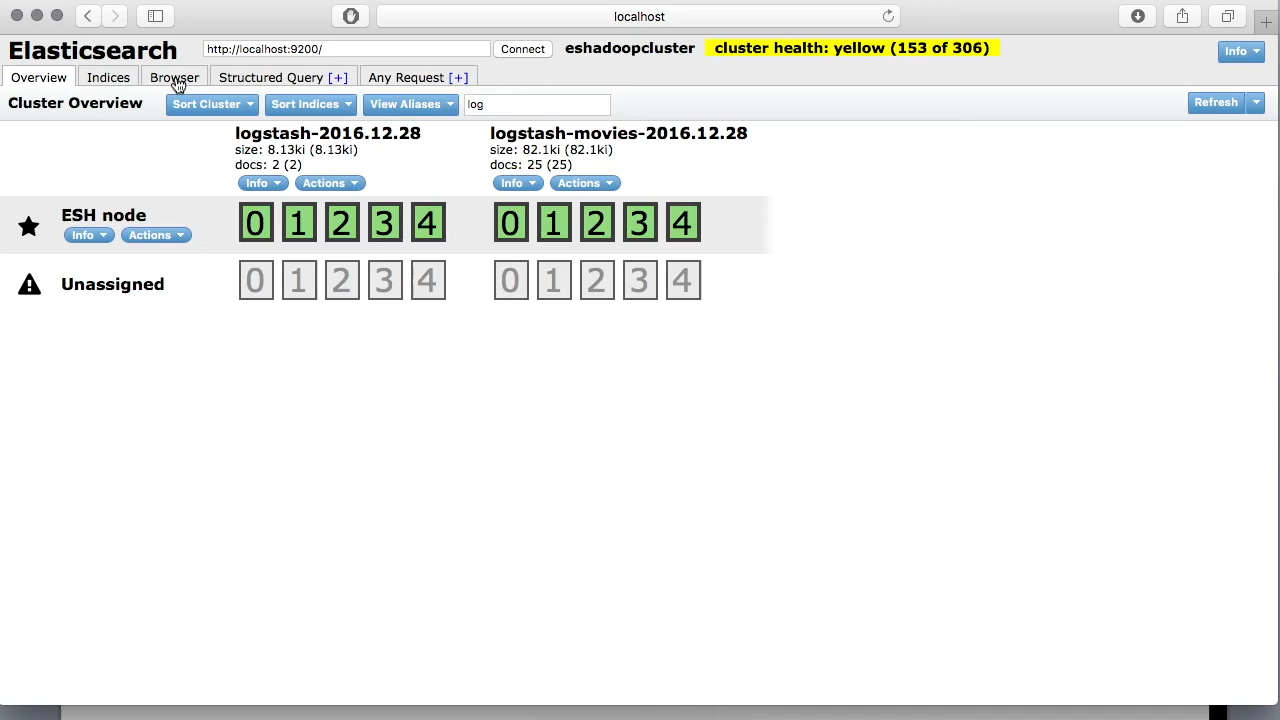 localhost
Elasticsearch
http://localhost:9200/
Connect
eshadoopcluster
cluster health: yellow (153 of 306)
Info
Overview
Indices
Browser
Structured Query [+]
Any Request [+]
Cluster Overview
Sort Cluster
Sort Indices
View Aliases
log
Refresh
logstash-2016.12.28
size: 8.13ki (8.13ki)
docs: 2 (2)
Info
Actions
logstash-movies-2016.12.28
size: 82.1ki (82.1ki)
docs: 25 (25)
Info
Actions
ESH node
Info
Actions
0 1 2 3 4
0 1 2 3 4
Unassigned
0 1 2 3 4
0 1 2 3 4